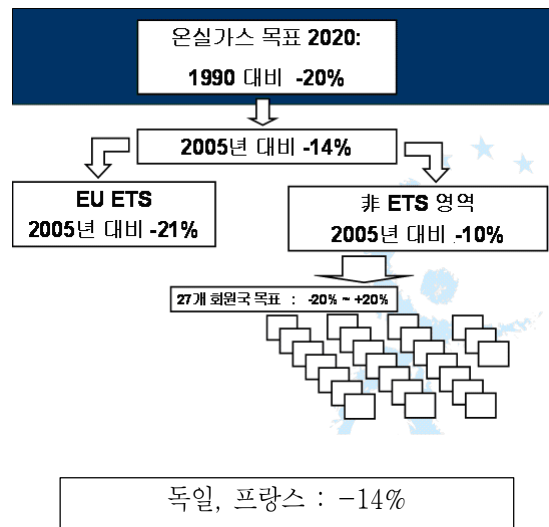 온실가스 목표 2020:
1990 대비 -20%
2005년 대비 -14%
EU ETS
2005년 대비 -21%
非 ETS 영역
2005년 대비 -10%
27개 회원국 목표 : -20% ~ +20%
독일, 프랑스 : -14%